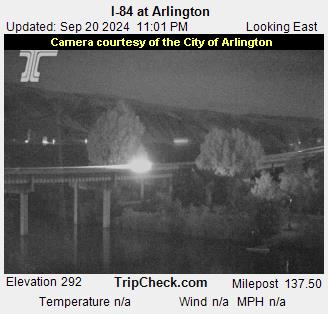 I-84 at Arlington
Updated: Sep 20 2024 11:01 PM Looking East
Camera courtesy of the City of Arlington
Elevation 292 TripCheck.com Milepost 137.50
Temperature n/a Wind n/a MPH n/a